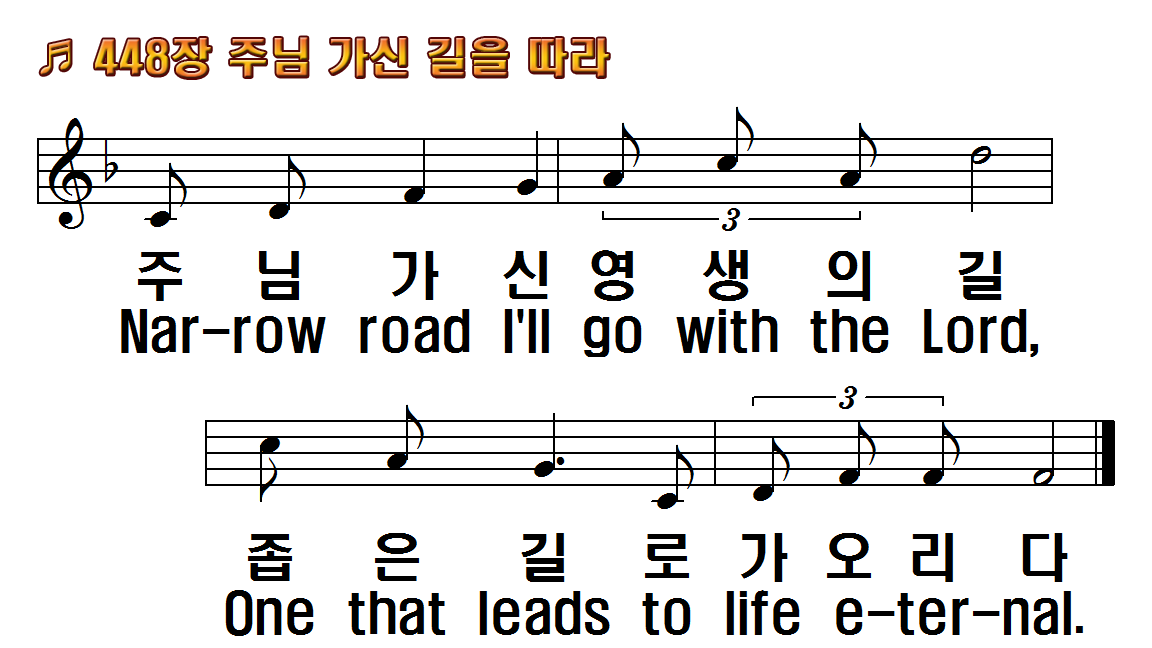 ♬ 448장 주님 가신 길을 따라
3
주 님 가 신 영 생 의 길
Nar-row road I'll go with the Lord,
3
좁 은 길 로 가 오 리 다
One that leads to life e-ter-nal.